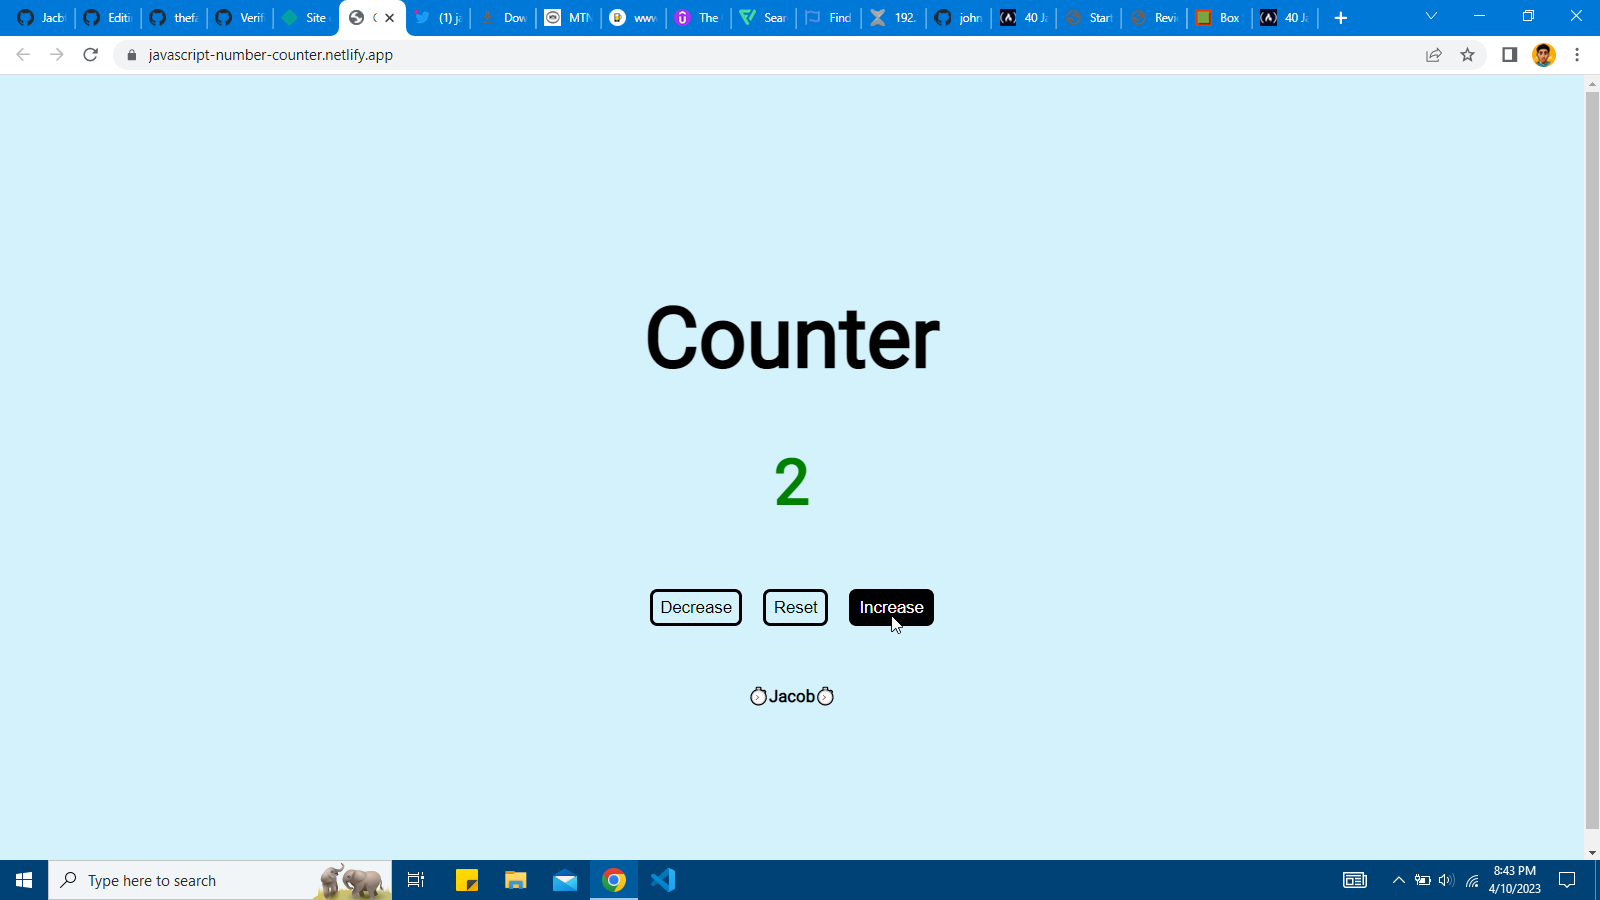 Jacb
Editi
thefa
Verif
Site
(1) ja
Dow
MTN
www
The
Sear
Find
192.
john
40 Ja
Start
Revi
Box
40 Ja
javascript-number-counter.netlify.app
Counter
2
Decrease
Reset
Increase
Jacob
Type here to search
8:43 PM
4/10/2023